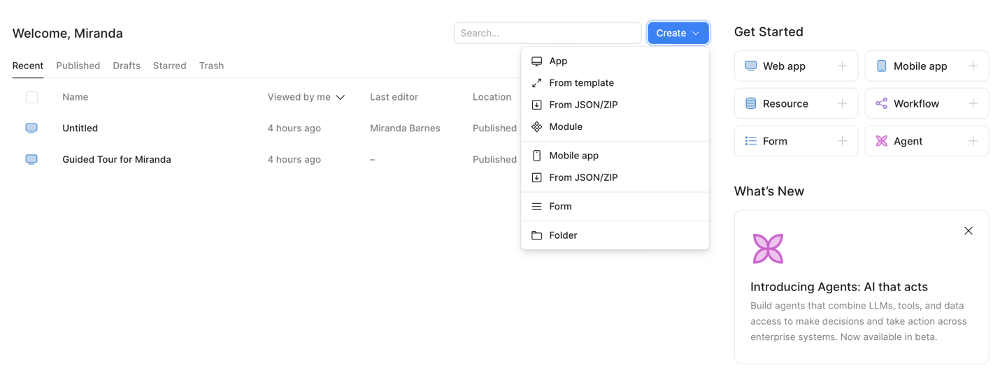 Welcome, Miranda
Search...
Create
Recent Published Drafts Starred Trash
Name Viewed by me Last editor Location
Untitled 4 hours ago Miranda Barnes Published
Guided Tour for Miranda 4 hours ago – Published
App
From template
From JSON/ZIP
Module
Mobile app
From JSON/ZIP
Form
Folder
Get Started
Web app
Mobile app
Resource
Workflow
Form
Agent
What’s New
Introducing Agents: AI that acts
Build agents that combine LLMs, tools, and data
access to make decisions and take action across
enterprise systems. Now available in beta.